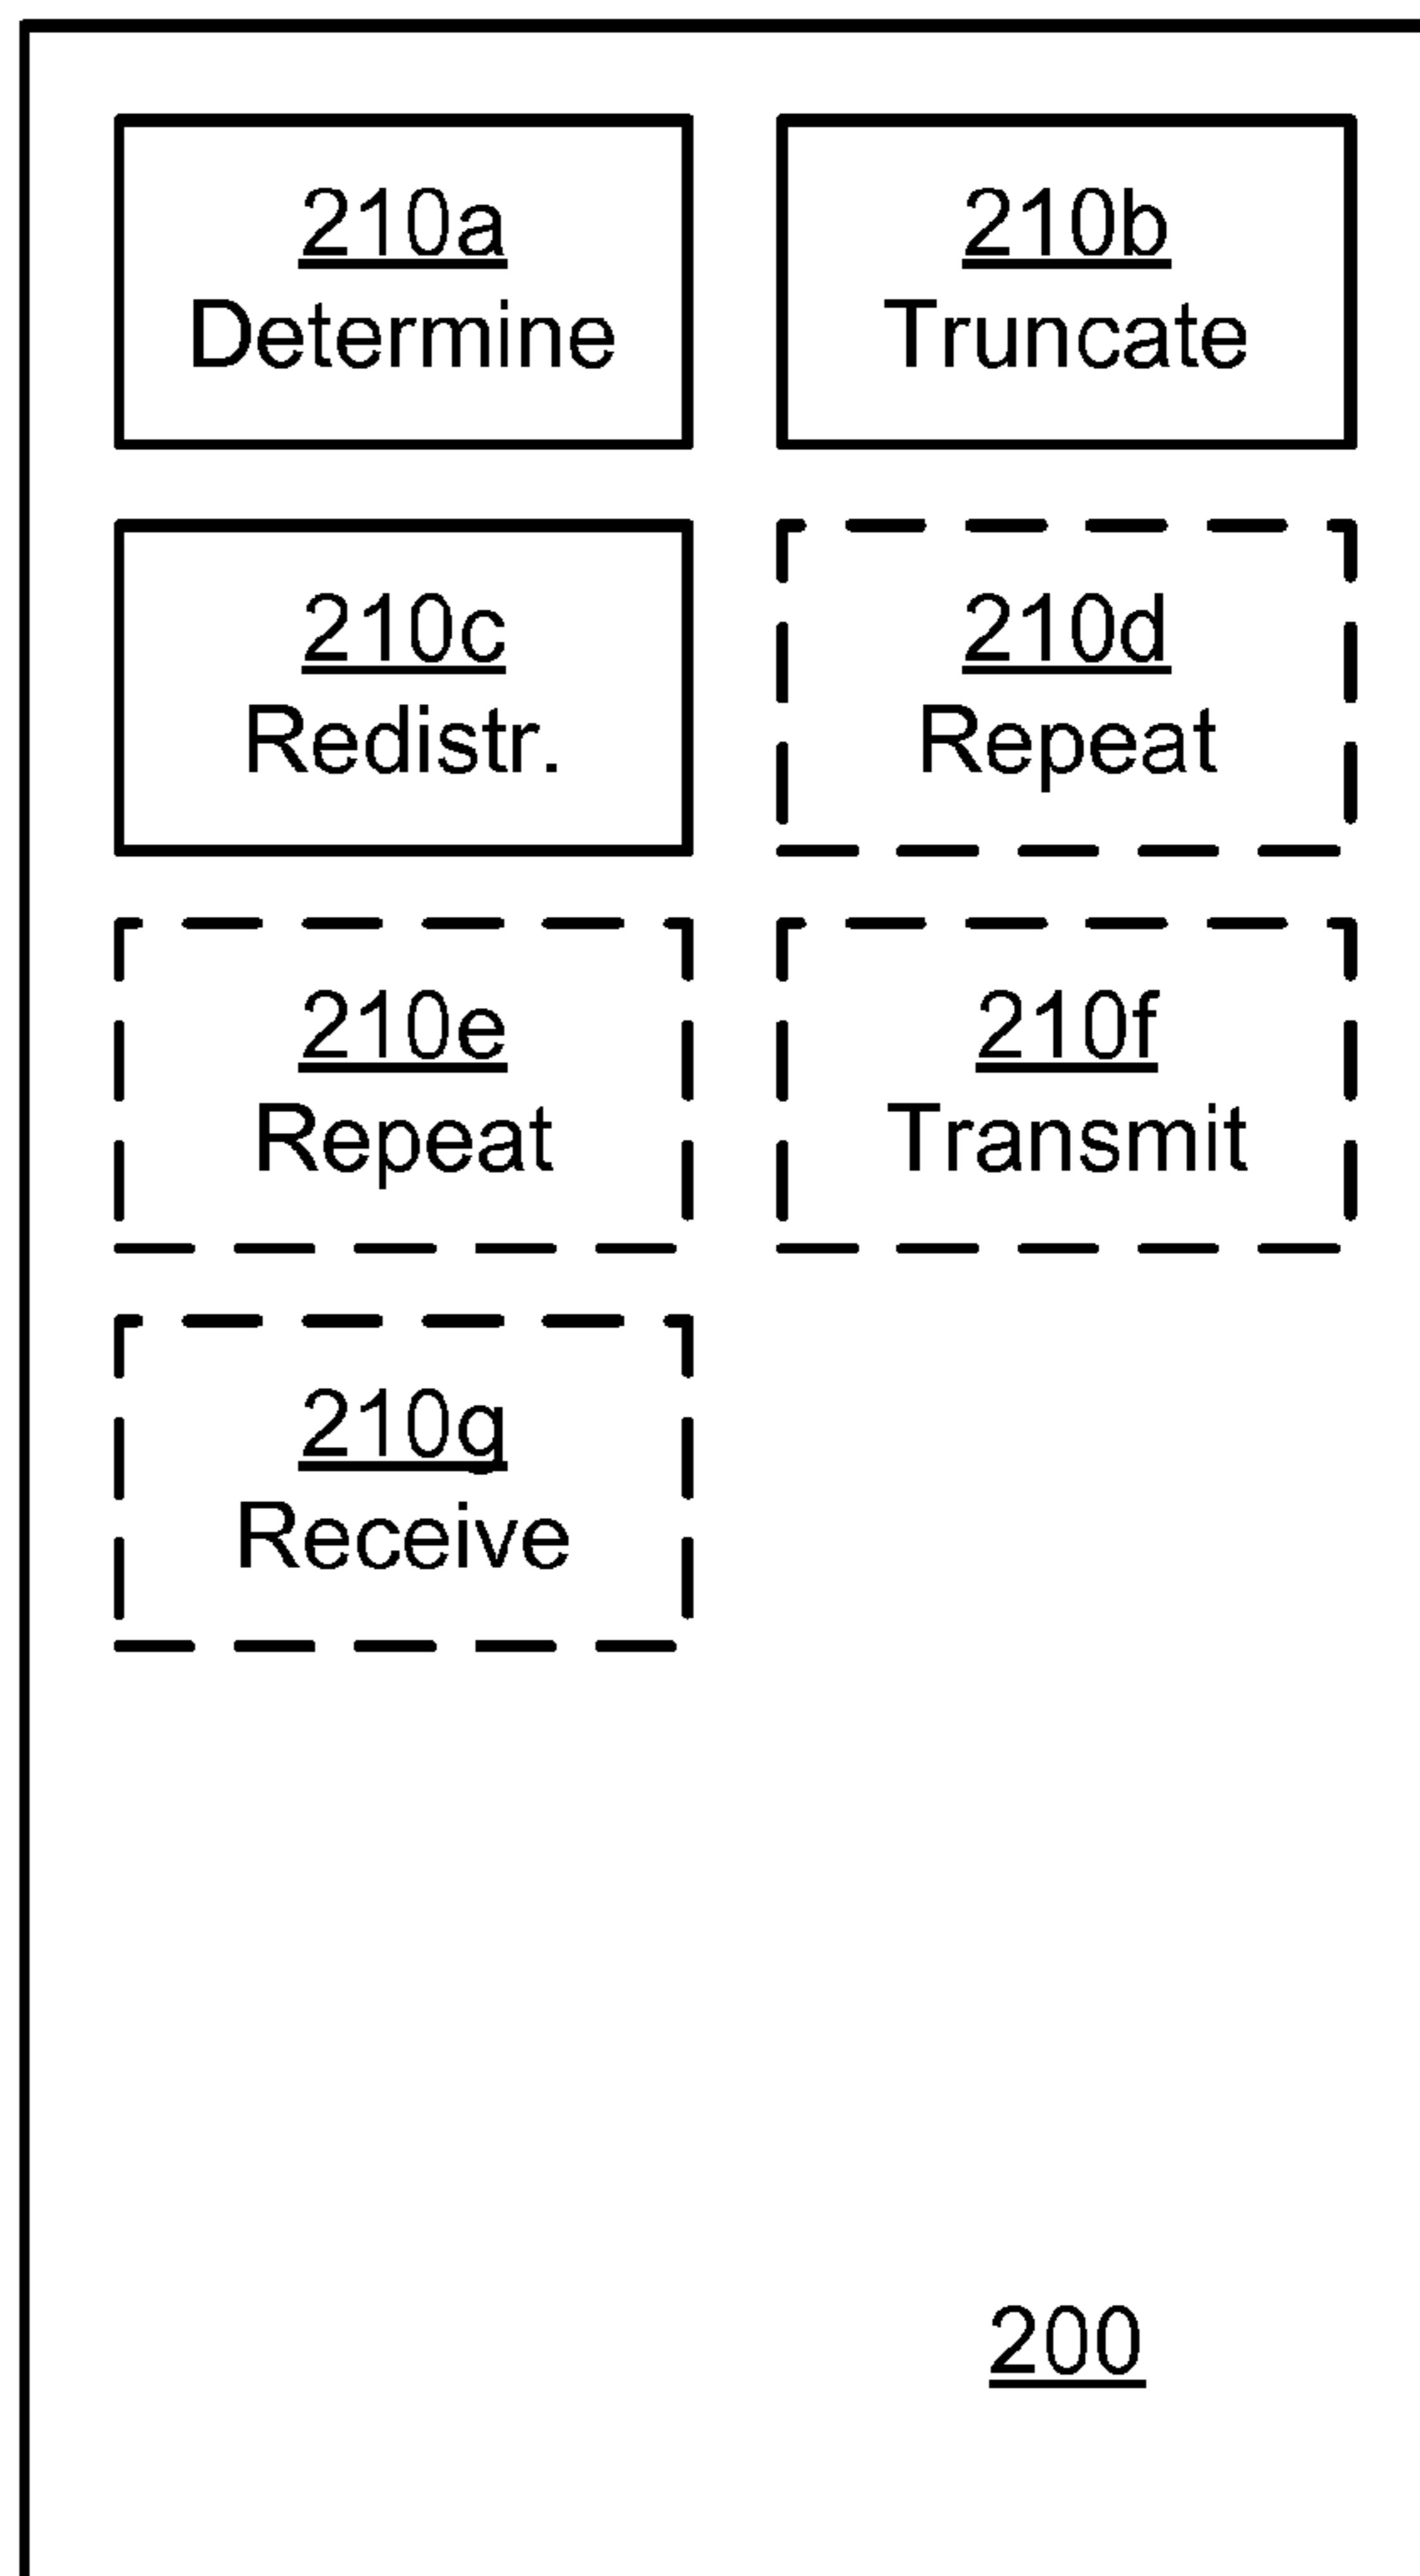 210a
Determine
210b
Truncate
210c
Redistr.
210d
Repeat
210e
Repeat
210f
Transmit
210g
Receive
200